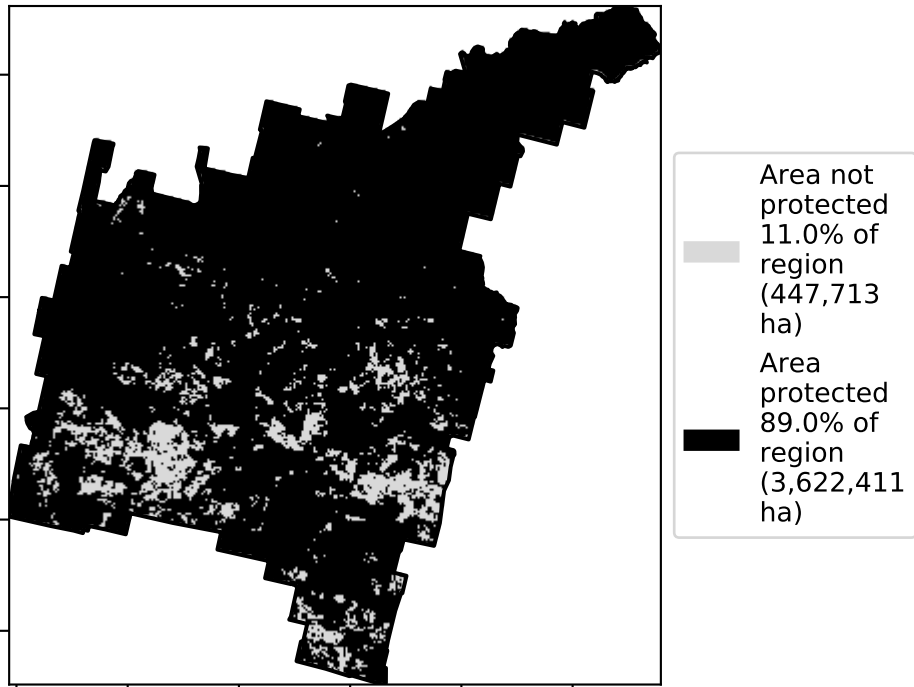 Area not
protected
11.0% of
region
(447,713
ha)
Area
protected
89.0% of
region
(3,622,411
ha)